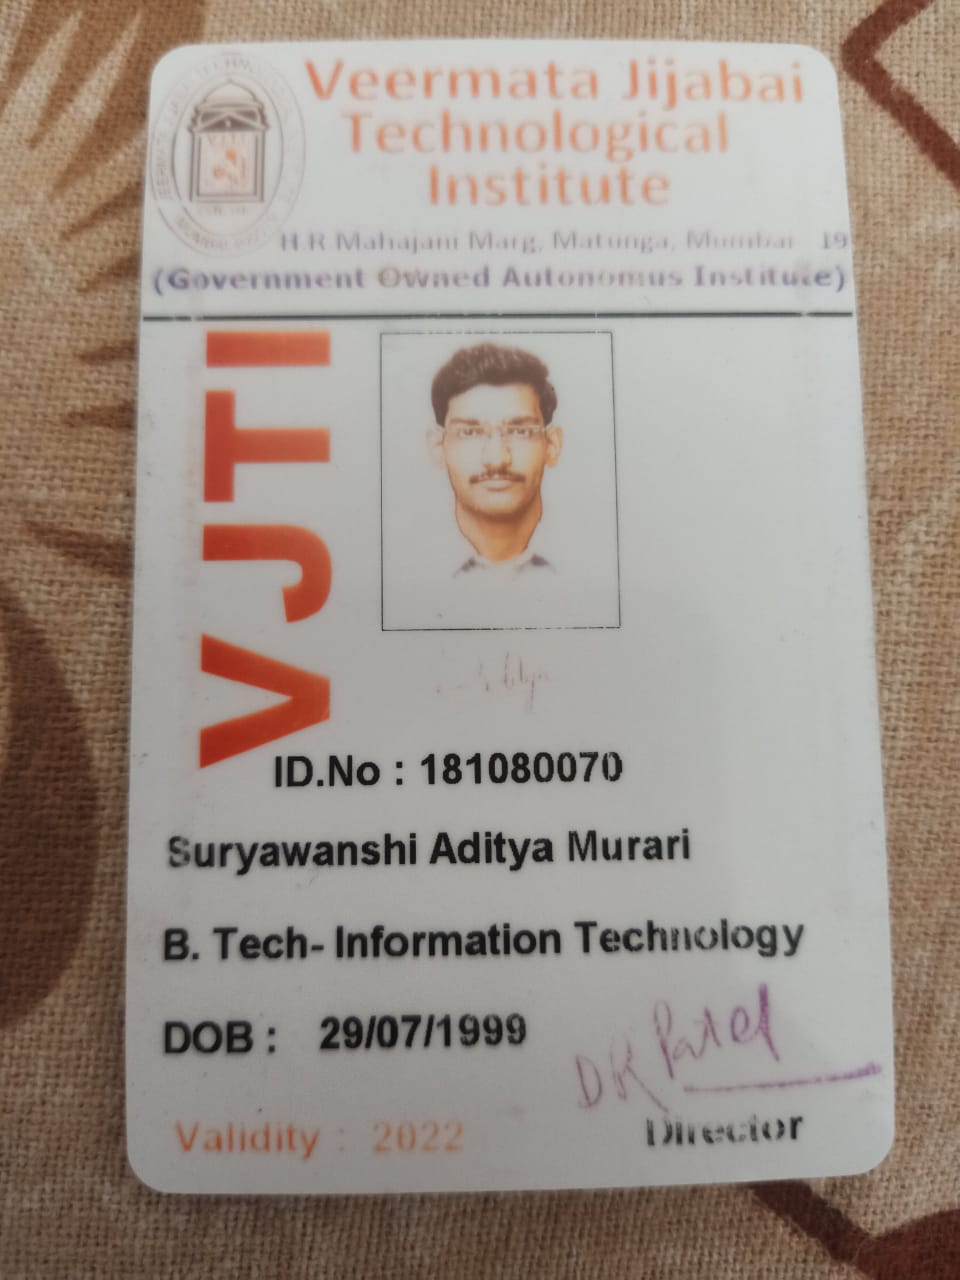 Veermata Jijabai
Technological
Institute
H.R Mahajani Marg, Matunga, Mumbai 19
(Government Owned Autonomus Institute)
VJTI
ID.No : 181080070
Suryawanshi Aditya Murari
B. Tech- Information Technology
DOB : 29/07/1999
DR Patel
Validity : 2022
Director